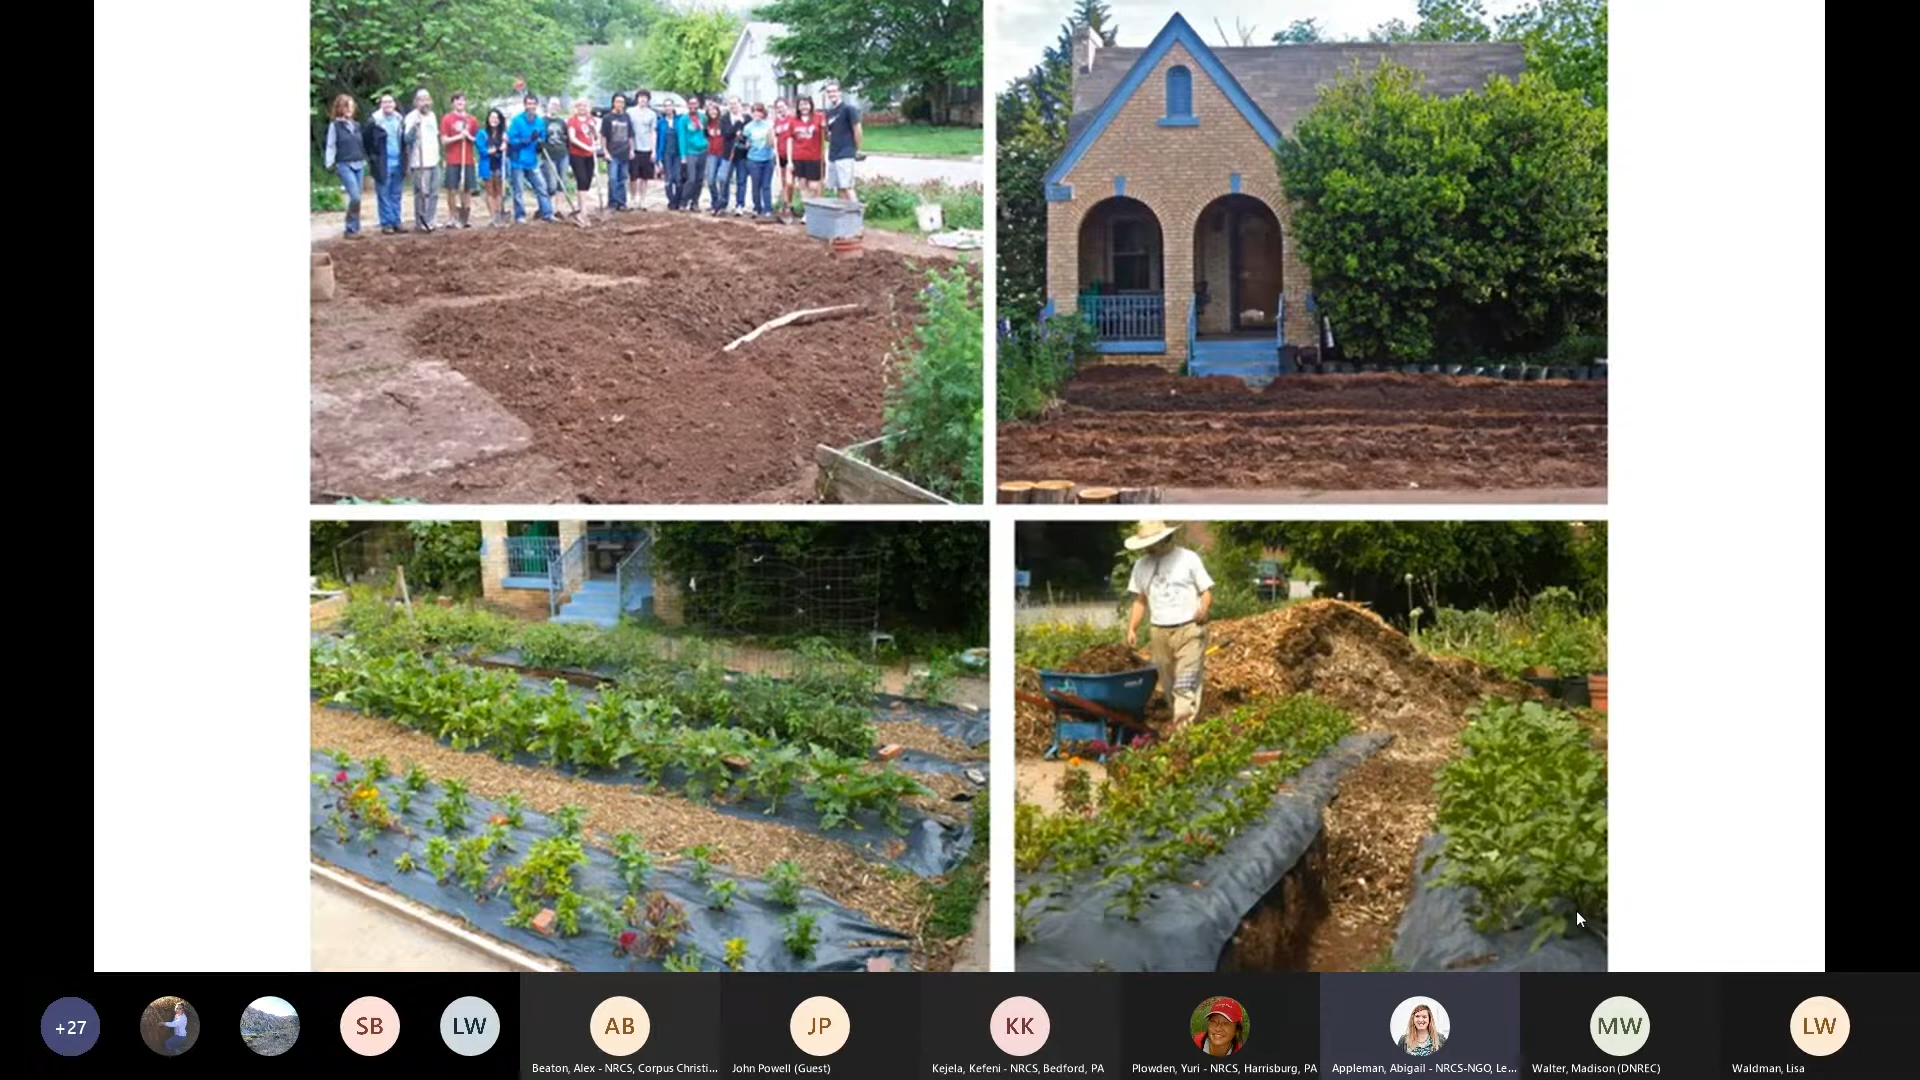 +27
SB
LW
AB
JP
KK
MW
LW
Beaton, Alex - NRCS, Corpus Christi...
John Powell (Guest)
Kejela, Kefeni - NRCS, Bedford, PA
Plowden, Yuri - NRCS, Harrisburg, PA
Appleman, Abigail - NRCS-NGO, Le...
Walter, Madison (DNREC)
Waldman, Lisa